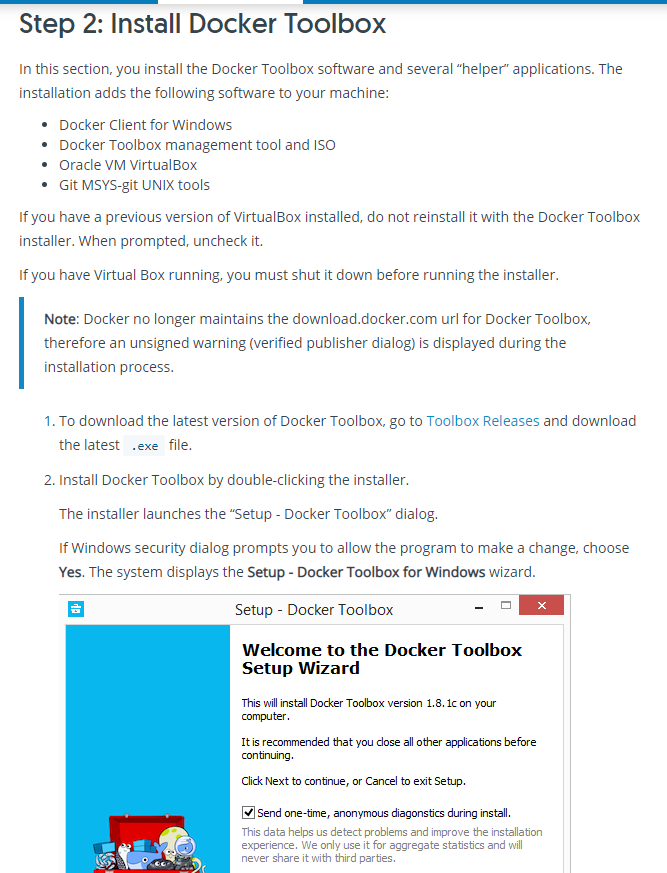 Step 2: Install Docker Toolbox
In this section, you install the Docker Toolbox software and several “helper” applications. The
installation adds the following software to your machine:
• Docker Client for Windows
• Docker Toolbox management tool and ISO
• Oracle VM VirtualBox
• Git MSYS-git UNIX tools
If you have a previous version of VirtualBox installed, do not reinstall it with the Docker Toolbox
installer. When prompted, uncheck it.
If you have Virtual Box running, you must shut it down before running the installer.
Note: Docker no longer maintains the download.docker.com url for Docker Toolbox,
therefore an unsigned warning (verified publisher dialog) is displayed during the
installation process.
1. To download the latest version of Docker Toolbox, go to Toolbox Releases and download
the latest .exe file.
2. Install Docker Toolbox by double-clicking the installer.
The installer launches the “Setup - Docker Toolbox” dialog.
If Windows security dialog prompts you to allow the program to make a change, choose
Yes. The system displays the Setup - Docker Toolbox for Windows wizard.
Setup - Docker Toolbox
Welcome to the Docker Toolbox
Setup Wizard
This will install Docker Toolbox version 1.8.1c on your
computer.
It is recommended that you close all other applications before
continuing.
Click Next to continue, or Cancel to exit Setup.
Send one-time, anonymous diagonstics during install.
This data helps us detect problems and improve the installation
experience. We only use it for aggregate statistics and will
never share it with third parties.